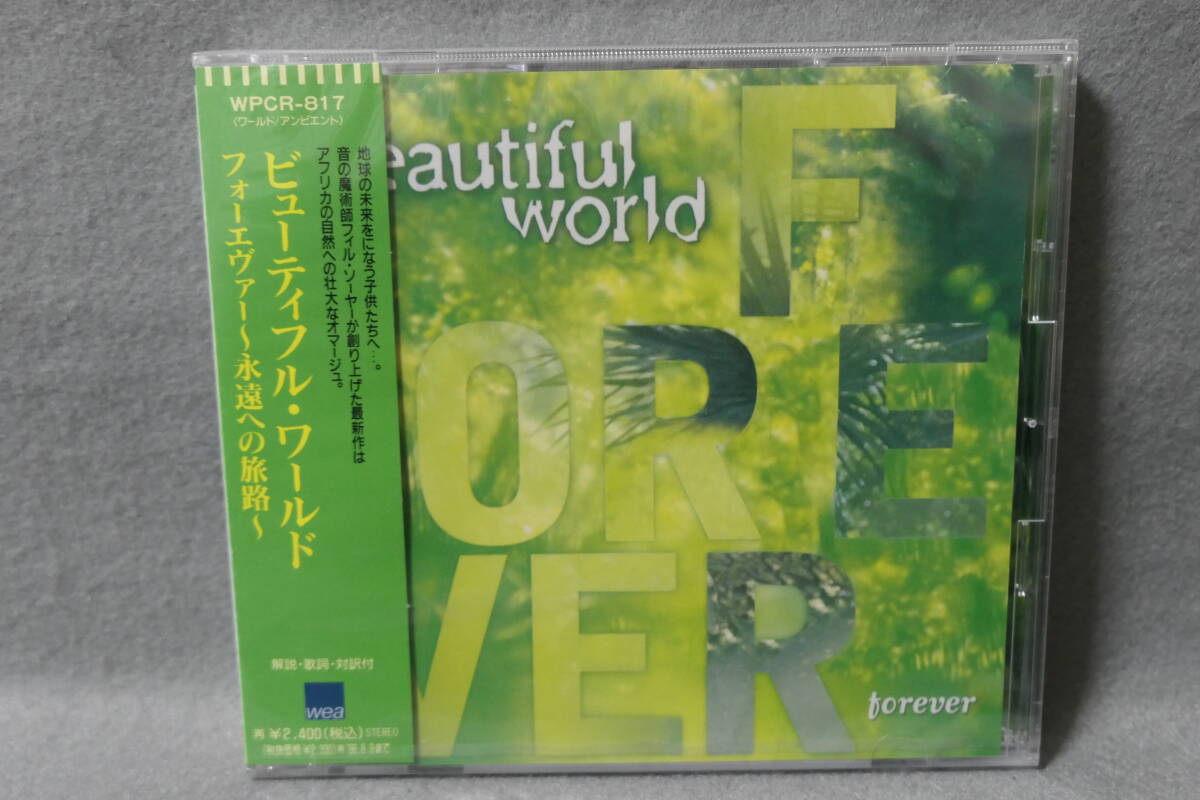 WPCR-817
(ワールド/アンビエント)
地球の未来をになう子供たちへ…。
音の魔術師フィル・ソーヤーが創り上げた最新作は
アフリカの自然への壮大なオマージュ。
ビューティフル・ワールド
フォーエヴァー〜永遠への旅路〜
解説・歌詞・対訳付
wea
¥2,400(税込) STEREO
eautiful
world
F
ORE
VER
forever